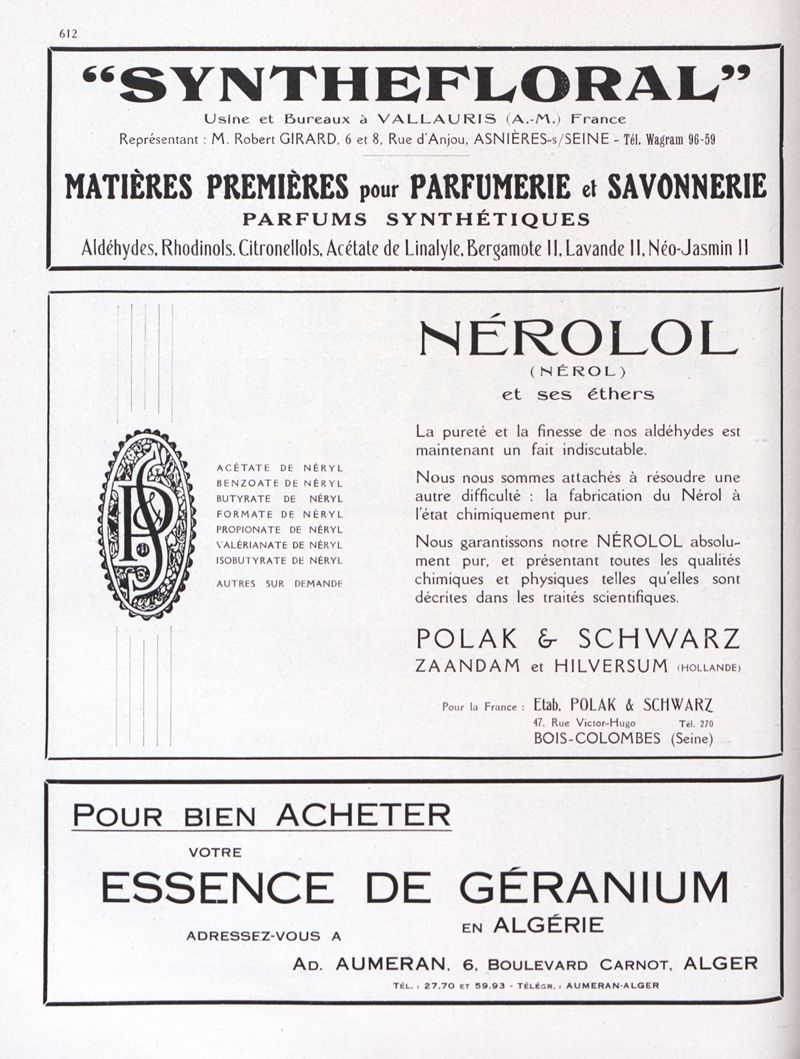 612
“SYNTHEFLORAL”
Usine et Bureaux à VALLAURIS (A.-M.) France
Représentant : M. Robert GIRARD, 6 et 8, Rue d'Anjou, ASNIÈRES-s/SEINE - Tél. Wagram 96-59
MATIÈRES PREMIÈRES pour PARFUMERIE et SAVONNERIE
PARFUMS SYNTHÉTIQUES
Aldéhydes, Rhodinols. Citronellols, Acétate de Linalyle, Bergamote II, Lavande II, Néo-Jasmin II
P&S
ACÉTATE DE NÉRYL
BENZOATE DE NÉRYL
BUTYRATE DE NÉRYL
FORMATE DE NÉRYL
PROPIONATE DE NÉRYL
VALÉRIANATE DE NÉRYL
ISOBUTYRATE DE NÉRYL
AUTRES SUR DEMANDE
NÉROLOL
(NÉROL)
et ses éthers
La pureté et la finesse de nos aldéhydes est
maintenant un fait indiscutable.
Nous nous sommes attachés à résoudre une
autre difficulté : la fabrication du Nérol à
l'état chimiquement pur.
Nous garantissons notre NÉROLOL absolu-
ment pur, et présentant toutes les qualités
chimiques et physiques telles qu'elles sont
décrites dans les traités scientifiques.
POLAK & SCHWARZ
ZAANDAM et HILVERSUM (HOLLANDE)
Pour la France : Etab. POLAK & SCHWARZ
47. Rue Victor-Hugo Tél. 270
BOIS-COLOMBES (Seine)
POUR BIEN ACHETER
VOTRE
ESSENCE DE GÉRANIUM
EN ALGÉRIE
ADRESSEZ-VOUS A
AD. AUMERAN, 6, BOULEVARD CARNOT, ALGER
TÉL. : 27.70 ET 59.93 - TÉLÉGR. : AUMERAN-ALGER